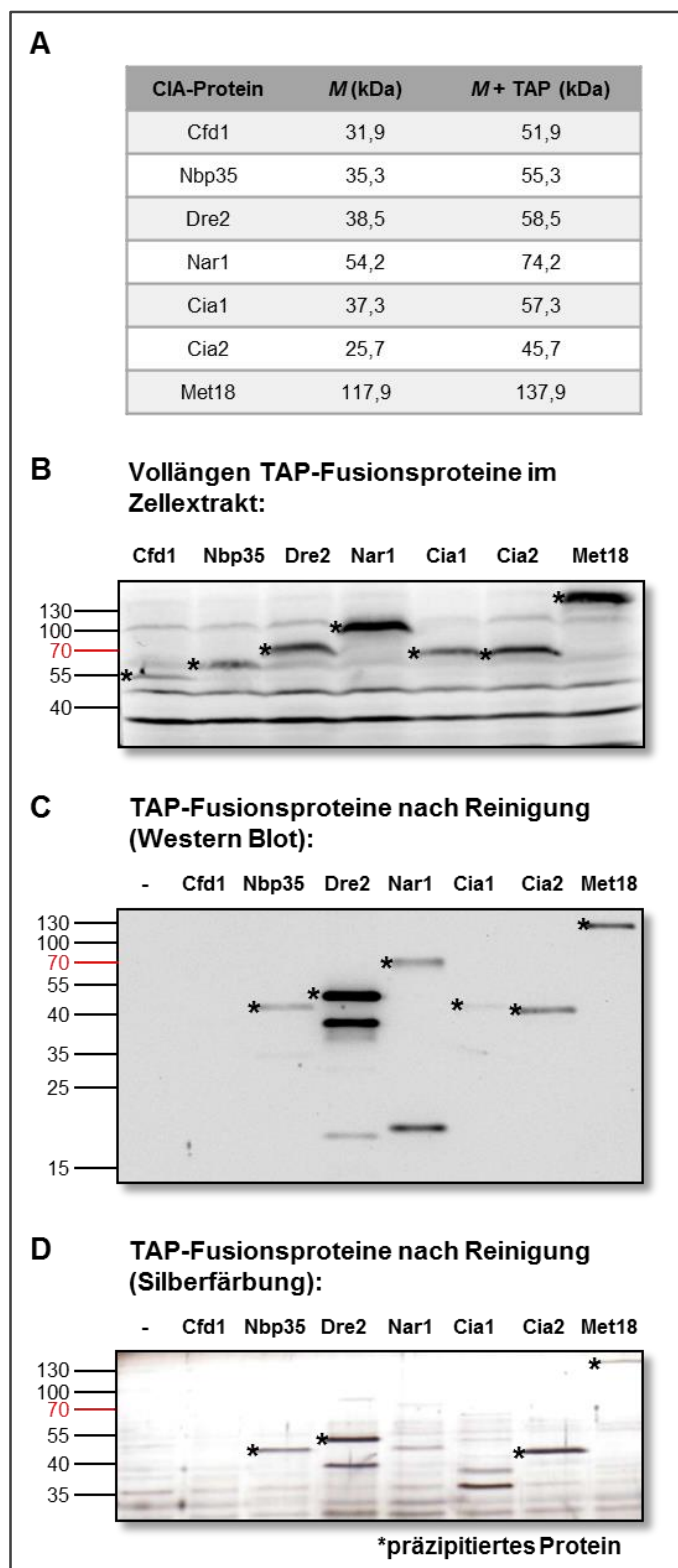 A
CIA-Protein M (kDa) M + TAP (kDa)
Cfd1 31,9 51,9
Nbp35 35,3 55,3
Dre2 38,5 58,5
Nar1 54,2 74,2
Cia1 37,3 57,3
Cia2 25,7 45,7
Met18 117,9 137,9
B Vollängen TAP-Fusionsproteine im
Zellextrakt:
Cfd1 Nbp35 Dre2 Nar1 Cia1 Cia2 Met18
*
130
100 *
70 * * *
*
55 *
40
C TAP-Fusionsproteine nach Reinigung
(Western Blot):
- Cfd1 Nbp35 Dre2 Nar1 Cia1 Cia2 Met18
130 *
100
70 *
55
*
40 * * *
35
25
15
D TAP-Fusionsproteine nach Reinigung
(Silberfärbung):
- Cfd1 Nbp35 Dre2 Nar1 Cia1 Cia2 Met18
130 *
100
70
55 *
* *
40
35
*präzipitiertes Protein